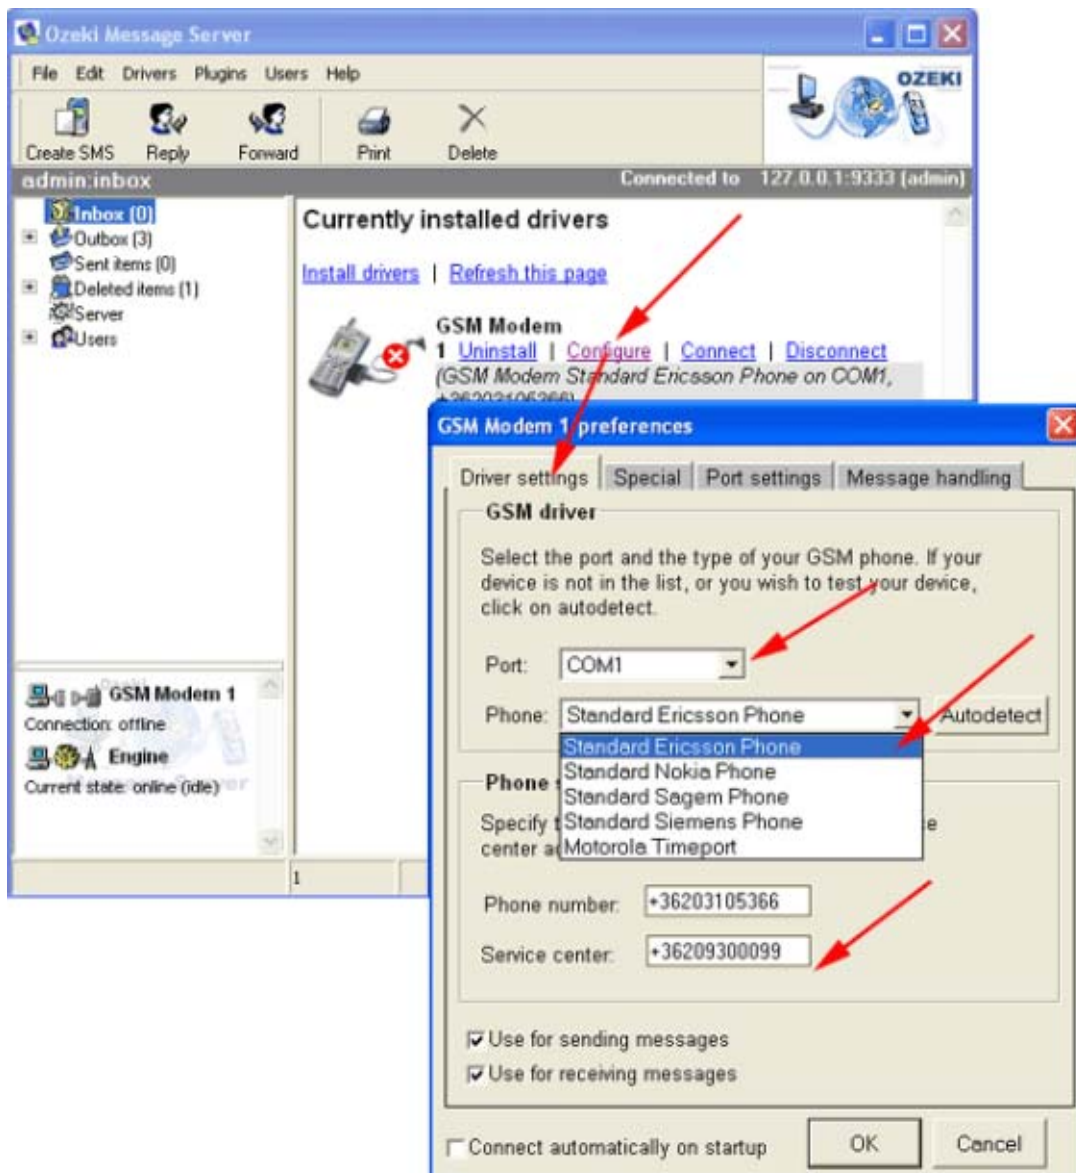 Ozeki Message Server
File Edit Drivers Plugins Users Help
OZEKI
Create SMS Reply Forward Print Delete
admin:inbox
Connected to 127.0.0.1:9333 (admin)
Inbox (0)
Outbox (3)
Sent items (0)
Deleted items (1)
Server
Users
Currently installed drivers
Install drivers | Refresh this page
GSM Modem
1 Uninstall | Configure | Connect | Disconnect
(GSM Modem Standard Ericsson Phone on COM1,
+36203105366)
GSM Modem 1
Connection: offline
Engine
Current state: online (idle)
1
GSM Modem 1 preferences
Driver settings Special Port settings Message handling
GSM driver
Select the port and the type of your GSM phone. If your
device is not in the list, or you wish to test your device,
click on autodetect.
Port: COM1
Phone: Standard Ericsson Phone Autodetect
Standard Ericsson Phone
Standard Nokia Phone
Standard Sagem Phone
Standard Siemens Phone
Motorola Timeport
Phone
Specify
center
Phone number: +36203105366
Service center: +36209300099
Use for sending messages
Use for receiving messages
Connect automatically on startup
OK Cancel